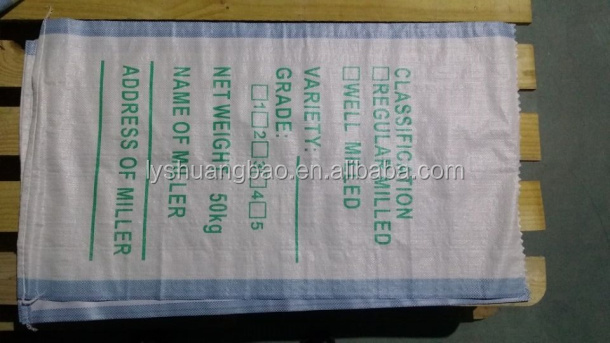 CLASSIFICATION
☐REGULAR MILLED
☐WELL MILLED
VARIETY:
GRADE:
☐1☐2☐3☐4☐5
NET WEIGHT 50kg
NAME OF MILLER
ADDRESS OF MILLER
lyshuangbao.en.alibaba.com